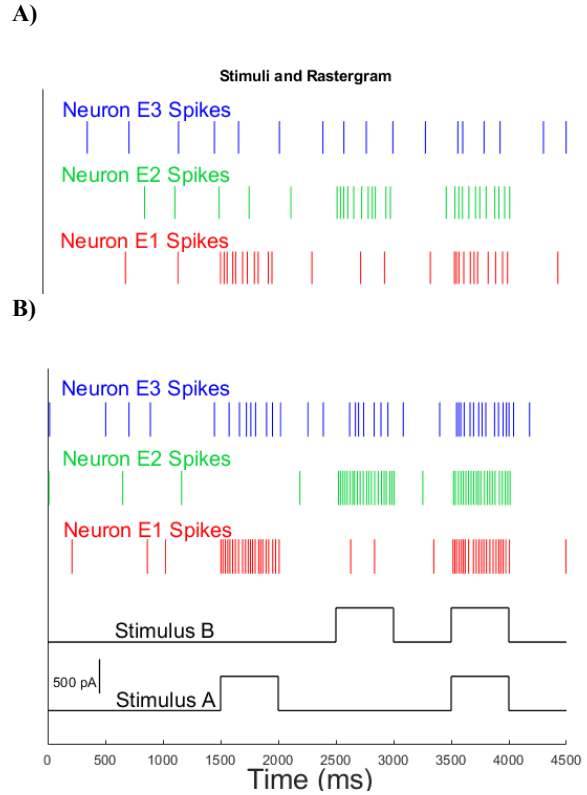 A)
Stimuli and Rastergram
Neuron E3 Spikes
Neuron E2 Spikes
Neuron E1 Spikes
B)
Neuron E3 Spikes
Neuron E2 Spikes
Neuron E1 Spikes
Stimulus B
500 pA
Stimulus A
0 500 1000 1500 2000 2500 3000 3500 4000 4500
Time (ms)